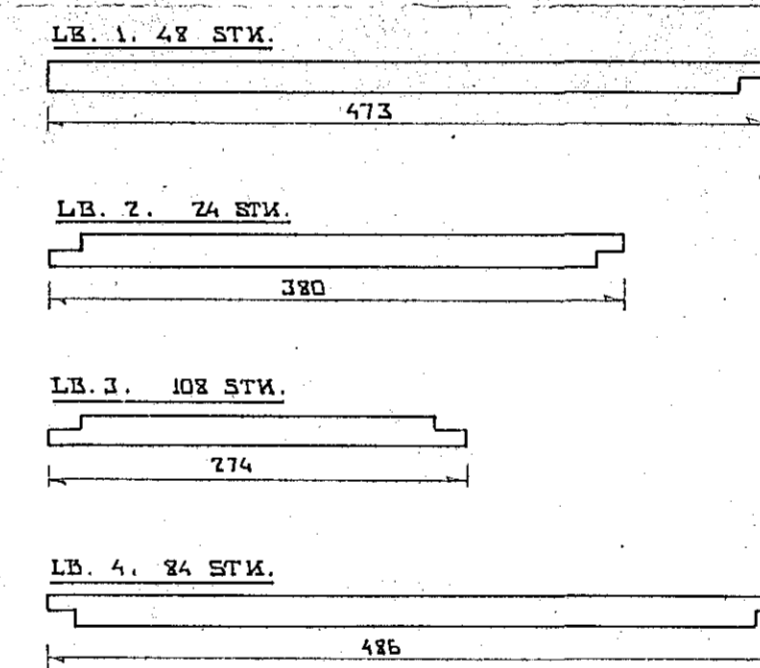 LB. 1. 48 STK.
473
LB. 2. 24 STK.
380
LB. 3. 108 STK.
274
LB. 4. 84 STK.
486